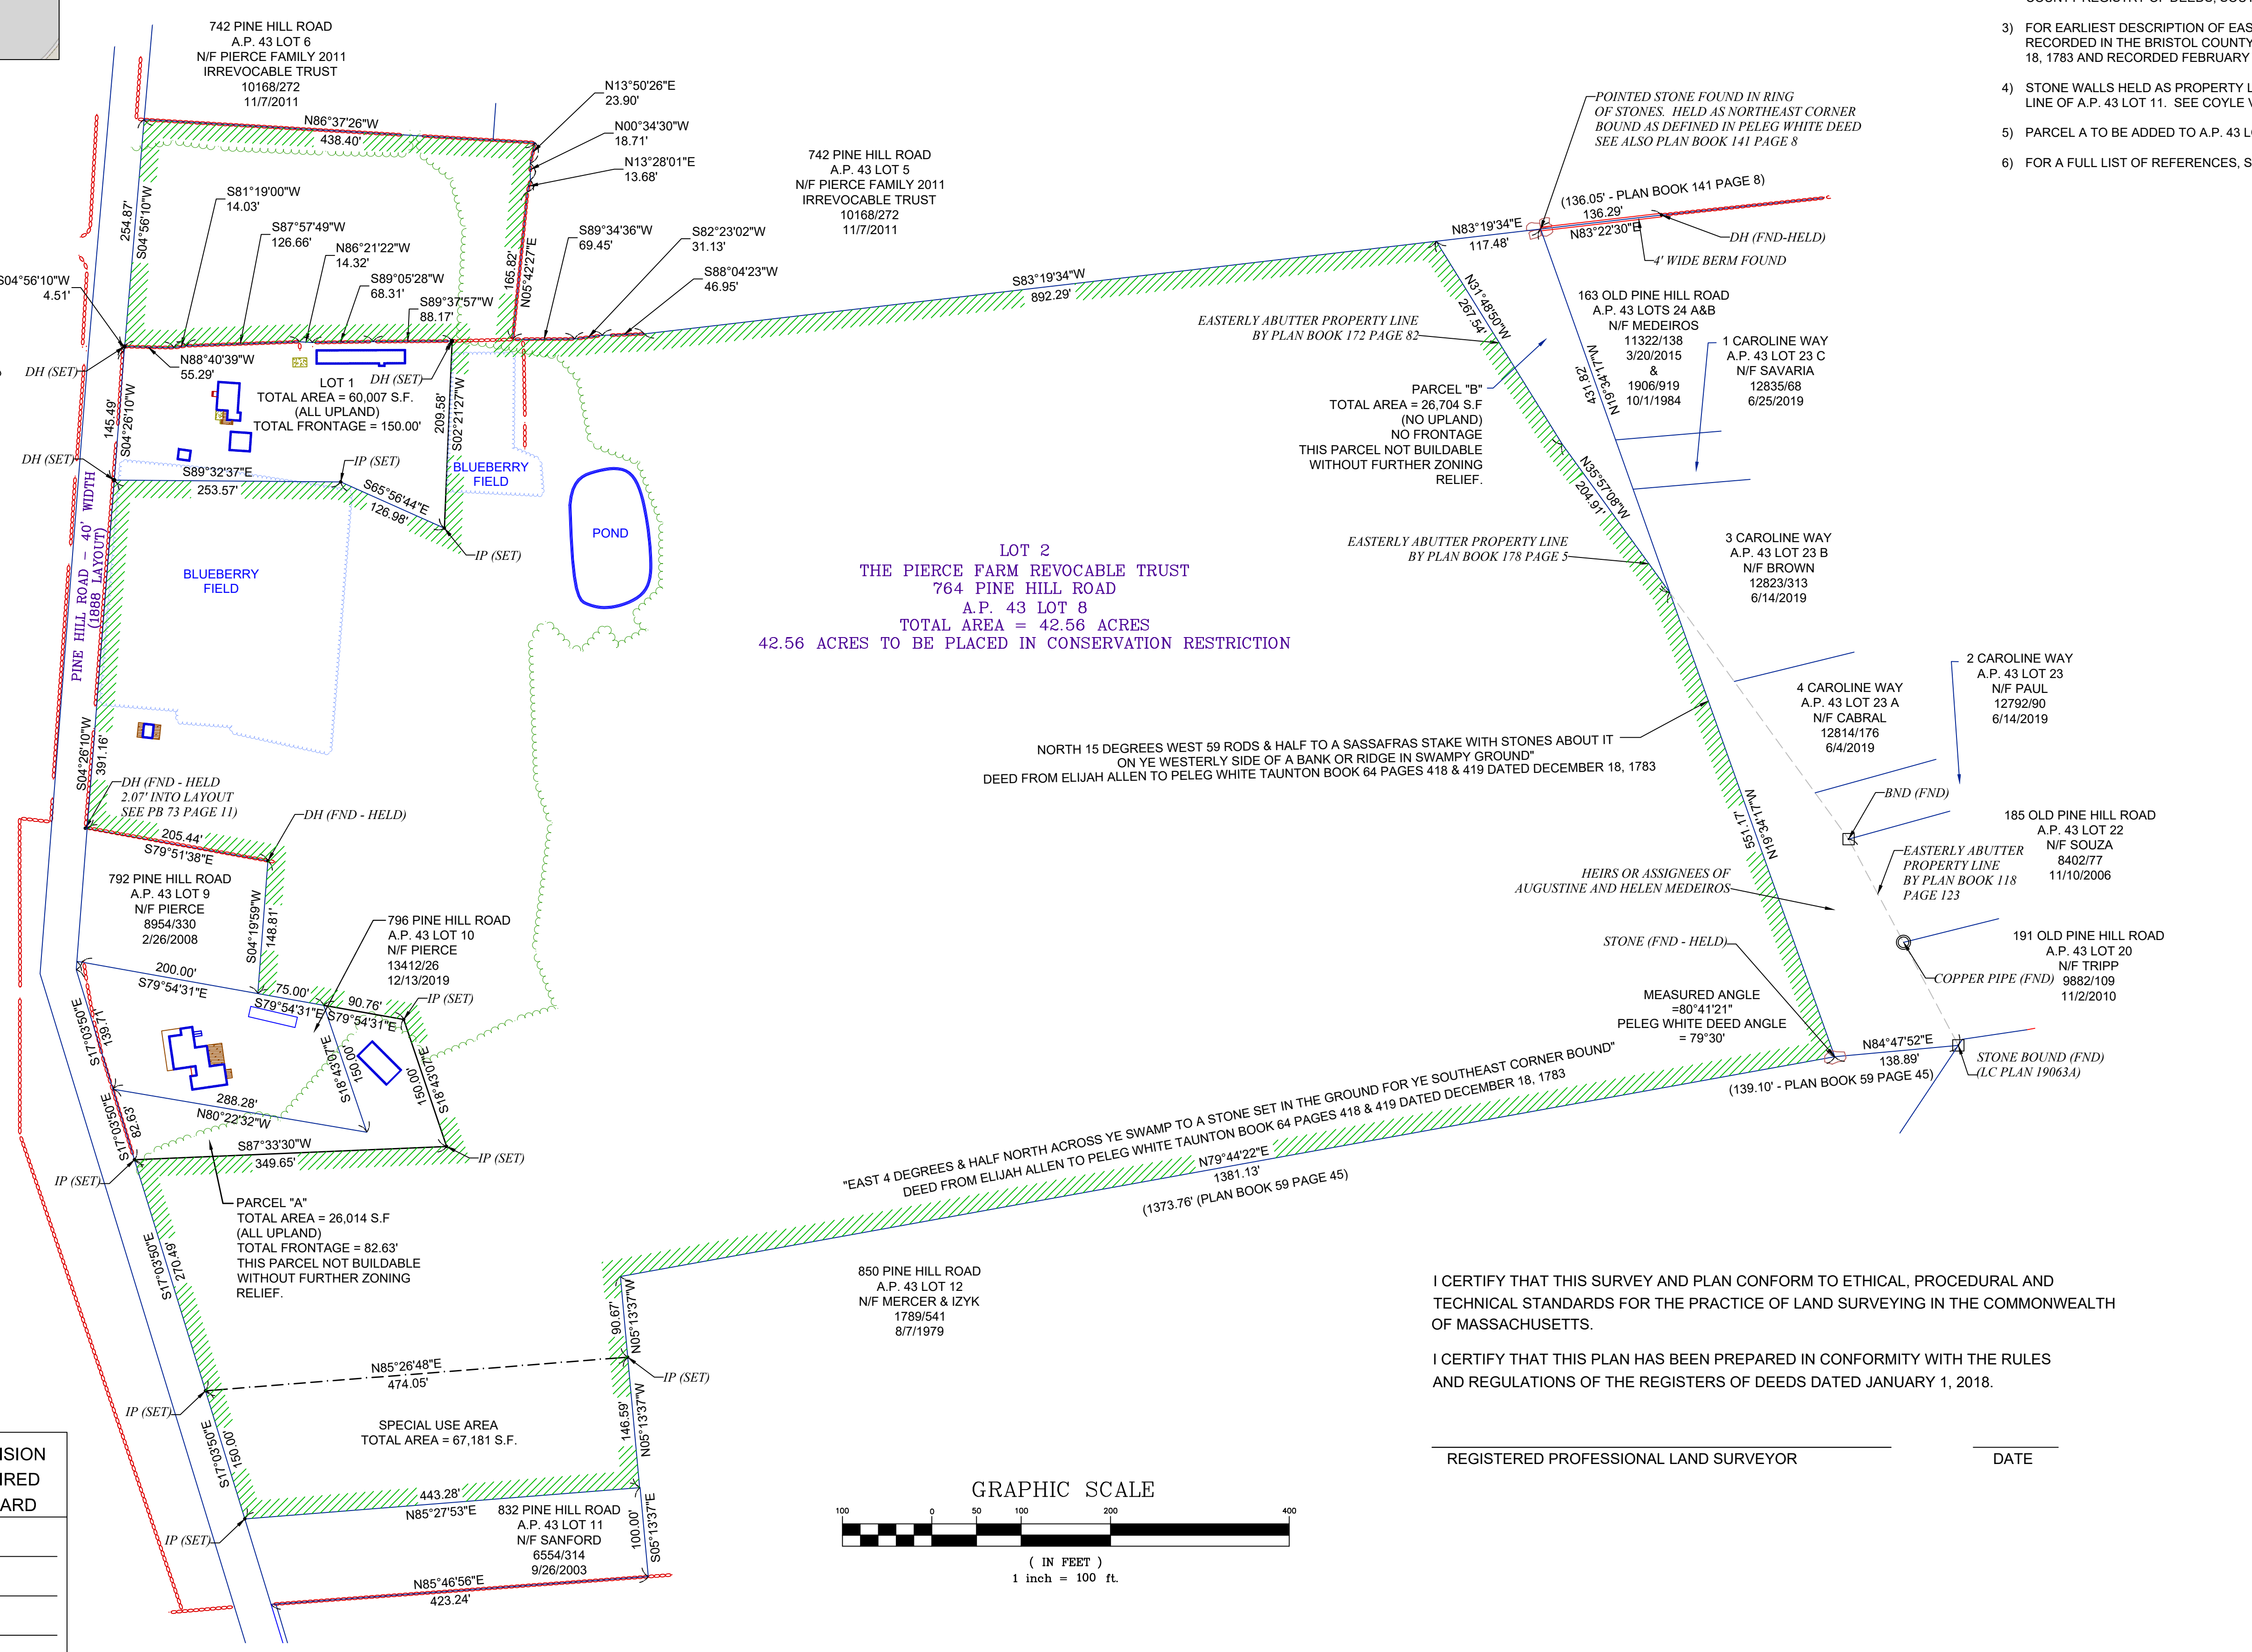 742 PINE HILL ROAD
A.P. 43 LOT 6
N/F PIERCE FAMILY 2011
IRREVOCABLE TRUST
10168/272
11/7/2011
N86°37'26"W
438.40'
N13°50'26"E
23.90'
N00°34'30"W
18.71'
N13°28'01"E
13.68'
742 PINE HILL ROAD
A.P. 43 LOT 5
N/F PIERCE FAMILY 2011
IRREVOCABLE TRUST
10168/272
11/7/2011
3) FOR EARLIEST DESCRIPTION OF EAS
RECORDED IN THE BRISTOL COUNTY
18, 1783 AND RECORDED FEBRUARY
4) STONE WALLS HELD AS PROPERTY L
LINE OF A.P. 43 LOT 11. SEE COYLE V
5) PARCEL A TO BE ADDED TO A.P. 43 L
6) FOR A FULL LIST OF REFERENCES, S
POINTED STONE FOUND IN RING
OF STONES. HELD AS NORTHEAST CORNER
BOUND AS DEFINED IN PELEG WHITE DEED
SEE ALSO PLAN BOOK 141 PAGE 8
(136.05' - PLAN BOOK 141 PAGE 8)
136.29'
N83°22'30"E
DH (FND-HELD)
4' WIDE BERM FOUND
N83°19'34"E
117.48'
S83°19'34"W
892.29'
254.87'
S04°56'10"W
S81°19'00"W
14.03'
S87°57'49"W
126.66'
N86°21'22"W
14.32'
S89°05'28"W
68.31'
S89°37'57"W
88.17'
165.82'
N05°42'27"E
S89°34'36"W
69.45'
S82°23'02"W
31.13'
S88°04'23"W
46.95'
S04°56'10"W
4.51'
DH (SET)
N88°40'39"W
55.29'
LOT 1
TOTAL AREA = 60,007 S.F.
(ALL UPLAND)
TOTAL FRONTAGE = 150.00'
DH (SET)
209.58'
S02°21'27"W
145.49'
S04°26'10"W
DH (SET)
S89°32'37"E
253.57'
IP (SET)
S65°56'44"E
126.98'
IP (SET)
BLUEBERRY
FIELD
POND
BLUEBERRY
FIELD
PINE HILL ROAD - 40' WIDTH
(1888 LAYOUT)
EASTERLY ABUTTER PROPERTY LINE
BY PLAN BOOK 172 PAGE 82
N31°48'50"W
267.54'
PARCEL "B"
TOTAL AREA = 26,704 S.F
(NO UPLAND)
NO FRONTAGE
THIS PARCEL NOT BUILDABLE
WITHOUT FURTHER ZONING
RELIEF.
N19°34'17"W
431.82'
163 OLD PINE HILL ROAD
A.P. 43 LOTS 24 A&B
N/F MEDEIROS
11322/138
3/20/2015
&
1906/919
10/1/1984
1 CAROLINE WAY
A.P. 43 LOT 23 C
N/F SAVARIA
12835/68
6/25/2019
N35°57'08"W
204.91'
EASTERLY ABUTTER PROPERTY LINE
BY PLAN BOOK 178 PAGE 5
3 CAROLINE WAY
A.P. 43 LOT 23 B
N/F BROWN
12823/313
6/14/2019
LOT 2
THE PIERCE FARM REVOCABLE TRUST
764 PINE HILL ROAD
A.P. 43 LOT 8
TOTAL AREA = 42.56 ACRES
42.56 ACRES TO BE PLACED IN CONSERVATION RESTRICTION
2 CAROLINE WAY
A.P. 43 LOT 23
N/F PAUL
12792/90
6/14/2019
4 CAROLINE WAY
A.P. 43 LOT 23 A
N/F CABRAL
12814/176
6/4/2019
NORTH 15 DEGREES WEST 59 RODS & HALF TO A SASSAFRAS STAKE WITH STONES ABOUT IT
ON YE WESTERLY SIDE OF A BANK OR RIDGE IN SWAMPY GROUND"
DEED FROM ELIJAH ALLEN TO PELEG WHITE TAUNTON BOOK 64 PAGES 418 & 419 DATED DECEMBER 18, 1783
N19°34'17"W
551.17'
BND (FND)
185 OLD PINE HILL ROAD
A.P. 43 LOT 22
N/F SOUZA
8402/77
11/10/2006
EASTERLY ABUTTER
PROPERTY LINE
BY PLAN BOOK 118
PAGE 123
HEIRS OR ASSIGNEES OF
AUGUSTINE AND HELEN MEDEIROS
STONE (FND - HELD)
191 OLD PINE HILL ROAD
A.P. 43 LOT 20
N/F TRIPP
9882/109
11/2/2010
COPPER PIPE (FND)
MEASURED ANGLE
=80°41'21"
PELEG WHITE DEED ANGLE
= 79°30'
N84°47'52"E
138.89'
(139.10' - PLAN BOOK 59 PAGE 45)
STONE BOUND (FND)
(LC PLAN 19063A)
S04°26'10"W
391.16'
DH (FND - HELD
2.07' INTO LAYOUT
SEE PB 73 PAGE 11)
205.44'
S79°51'38"E
DH (FND - HELD)
792 PINE HILL ROAD
A.P. 43 LOT 9
N/F PIERCE
8954/330
2/26/2008
S04°19'59"W
148.81'
796 PINE HILL ROAD
A.P. 43 LOT 10
N/F PIERCE
13412/26
12/13/2019
200.00'
S79°54'31"E
75.00'
S79°54'31"E
90.76'
S79°54'31"E
IP (SET)
S17°03'50"E
139.71'
S18°43'07"E
150.00'
S18°43'07"E
150.00'
288.28'
N80°22'32"W
S17°03'50"E
82.63'
S87°33'30"W
349.65'
IP (SET)
IP (SET)
PARCEL "A"
TOTAL AREA = 26,014 S.F
(ALL UPLAND)
TOTAL FRONTAGE = 82.63'
THIS PARCEL NOT BUILDABLE
WITHOUT FURTHER ZONING
RELIEF.
S17°03'50"E
270.49'
"EAST 4 DEGREES & HALF NORTH ACROSS YE SWAMP TO A STONE SET IN THE GROUND FOR YE SOUTHEAST CORNER BOUND"
DEED FROM ELIJAH ALLEN TO PELEG WHITE TAUNTON BOOK 64 PAGES 418 & 419 DATED DECEMBER 18, 1783
N79°44'22"E
1381.13'
(1373.76' (PLAN BOOK 59 PAGE 45)
850 PINE HILL ROAD
A.P. 43 LOT 12
N/F MERCER & IZYK
1789/541
8/7/1979
90.67'
N05°13'37"W
N85°26'48"E
474.05'
IP (SET)
IP (SET)
SPECIAL USE AREA
TOTAL AREA = 67,181 S.F.
146.59'
N05°13'37"W
S17°03'50"E
150.00'
443.28'
N85°27'53"E
IP (SET)
832 PINE HILL ROAD
A.P. 43 LOT 11
N/F SANFORD
6554/314
9/26/2003
100.00'
S05°13'37"E
N85°46'56"E
423.24'
ISION
IRED
ARD
GRAPHIC SCALE
100 0 50 100 200 400
( IN FEET )
1 inch = 100 ft.
I CERTIFY THAT THIS SURVEY AND PLAN CONFORM TO ETHICAL, PROCEDURAL AND
TECHNICAL STANDARDS FOR THE PRACTICE OF LAND SURVEYING IN THE COMMONWEALTH
OF MASSACHUSETTS.
I CERTIFY THAT THIS PLAN HAS BEEN PREPARED IN CONFORMITY WITH THE RULES
AND REGULATIONS OF THE REGISTERS OF DEEDS DATED JANUARY 1, 2018.
REGISTERED PROFESSIONAL LAND SURVEYOR
DATE